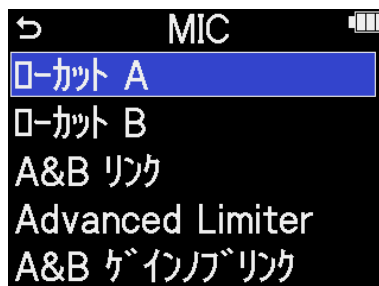 MIC
ﾛｰｶｯﾄ A
ﾛｰｶｯﾄ B
A&B ﾘﾝｸ
Advanced Limiter
A&B ｹﾞｲﾝﾉﾌﾞﾘﾝｸ